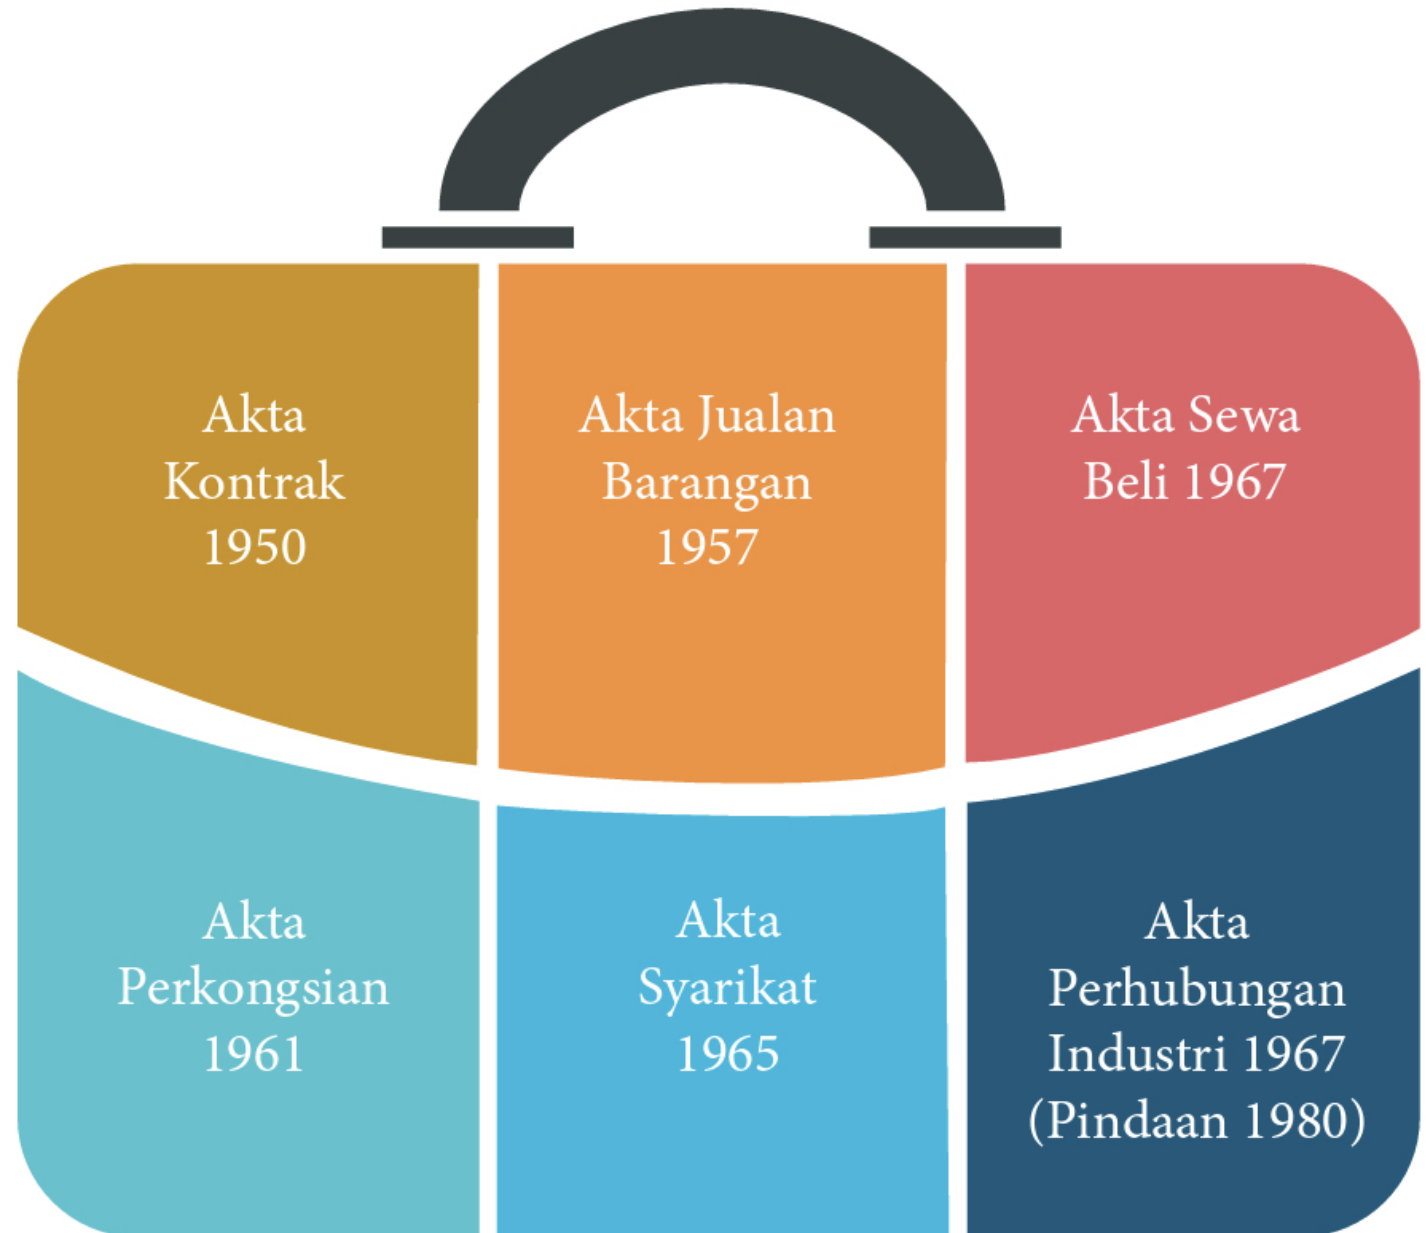 Akta
Kontrak
1950
Akta Jualan
Barangan
1957
Akta Sewa
Beli 1967
Akta
Perkongsian
1961
Akta
Syarikat
1965
Akta
Perhubungan
Industri 1967
(Pindaan 1980)